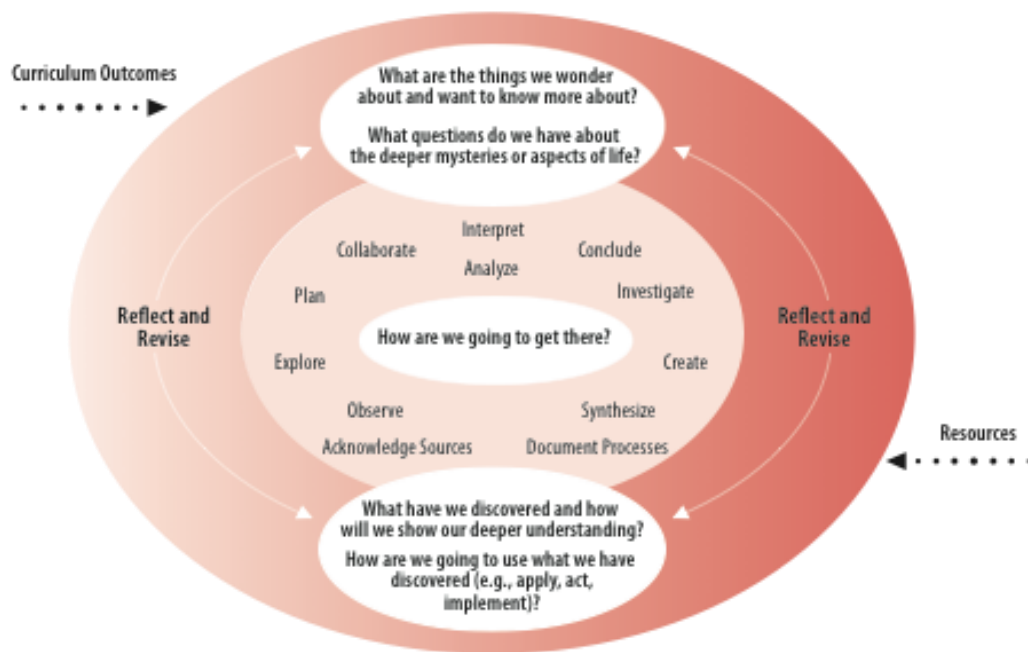 Curriculum Outcomes
What are the things we wonder
about and want to know more about?
What questions do we have about
the deeper mysteries or aspects of life?
Interpret
Collaborate
Conclude
Analyze
Plan
Investigate
Reflect and
Revise
How are we going to get there?
Reflect and
Revise
Explore
Create
Observe
Synthesize
Acknowledge Sources
Document Processes
Resources
What have we discovered and how
will we show our deeper understanding?
How are we going to use what we have
discovered (e.g., apply, act,
implement)?